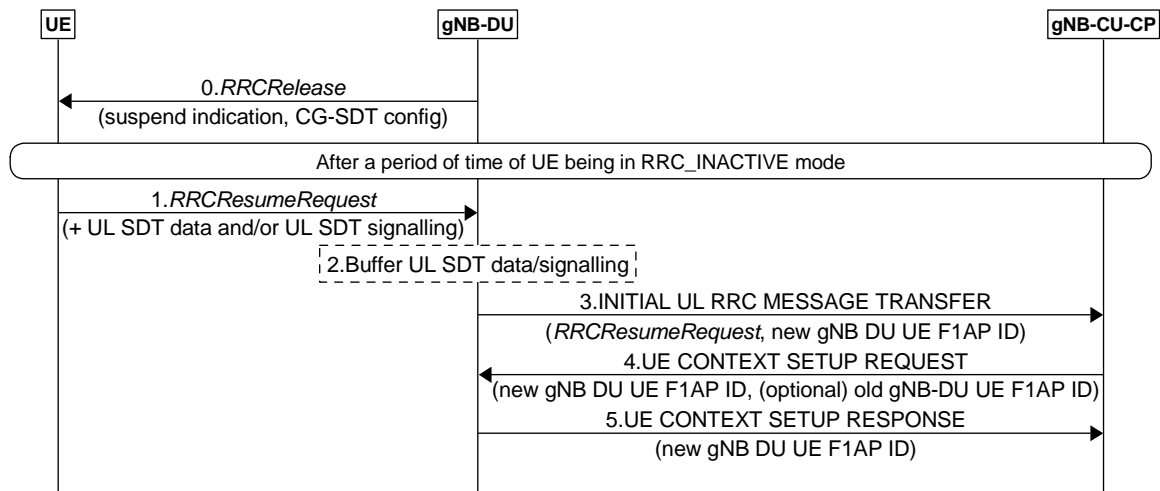 UE gNB-DU gNB-CU-CP
0.RRCRelease
(suspend indication, CG-SDT config)
After a period of time of UE being in RRC_INACTIVE mode
1.RRCResumeRequest
(+ UL SDT data and/or UL SDT signalling)
2.Buffer UL SDT data/signalling
3.INITIAL UL RRC MESSAGE TRANSFER
(RRCResumeRequest, new gNB DU UE F1AP ID)
4.UE CONTEXT SETUP REQUEST
(new gNB DU UE F1AP ID, (optional) old gNB-DU UE F1AP ID)
5.UE CONTEXT SETUP RESPONSE
(new gNB DU UE F1AP ID)